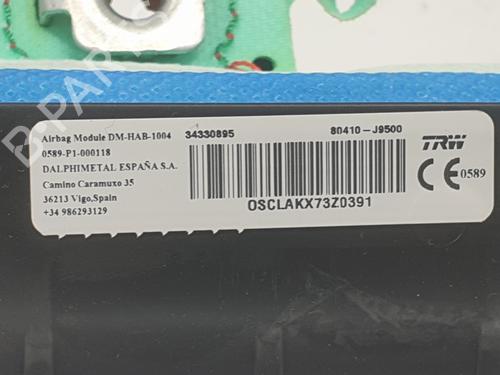 Airbag Module DM-HAB-1004 34330895 80410-J9500
0589-P1-000118
DALPHIMETAL ESPAÑA S.A.
Camino Caramuxo 35
36213 Vigo,Spain
+34 986293129
OSCLAKX73Z0391
TRW
CE 0589
B-PARTS